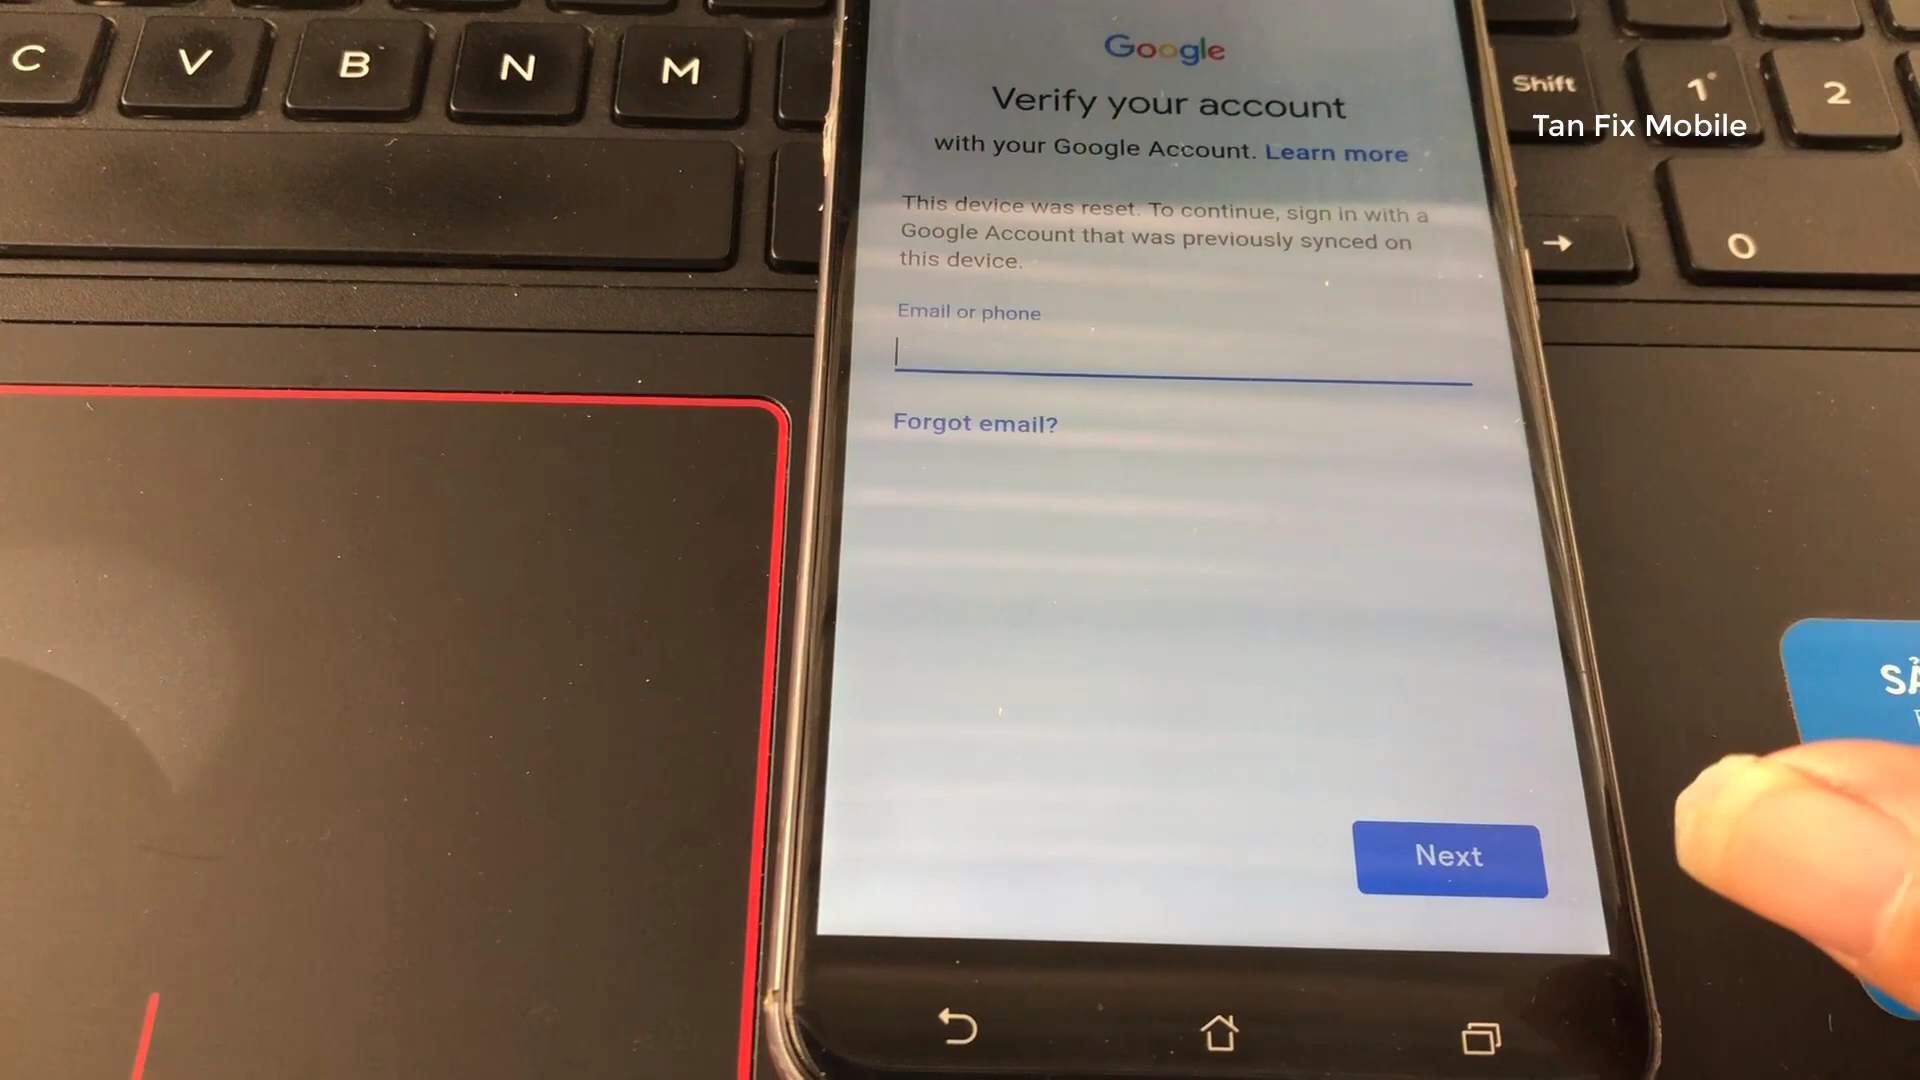 C V B N M
Shift 1 2
Tan Fix Mobile
0
Google
Verify your account
with your Google Account. Learn more
This device was reset. To continue, sign in with a
Google Account that was previously synced on
this device.
Email or phone
Forgot email?
Next